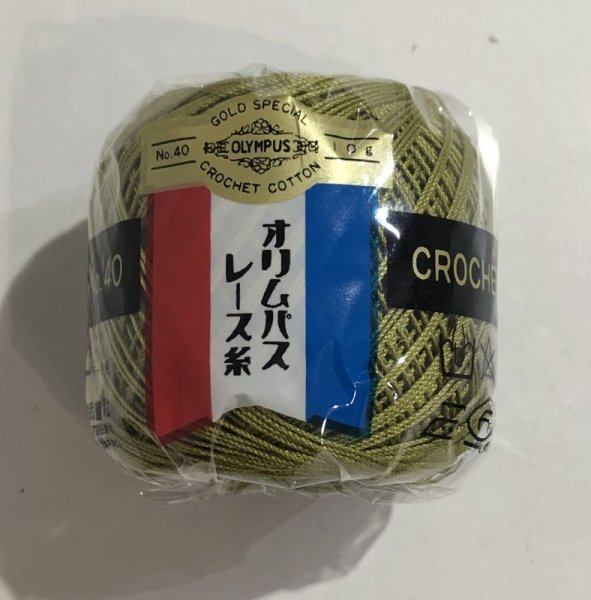 GOLD SPECIAL
No.40
OLYMPUS
10g
CROCHET COTTON
オリムパス
レース糸
No.40
CROCHE